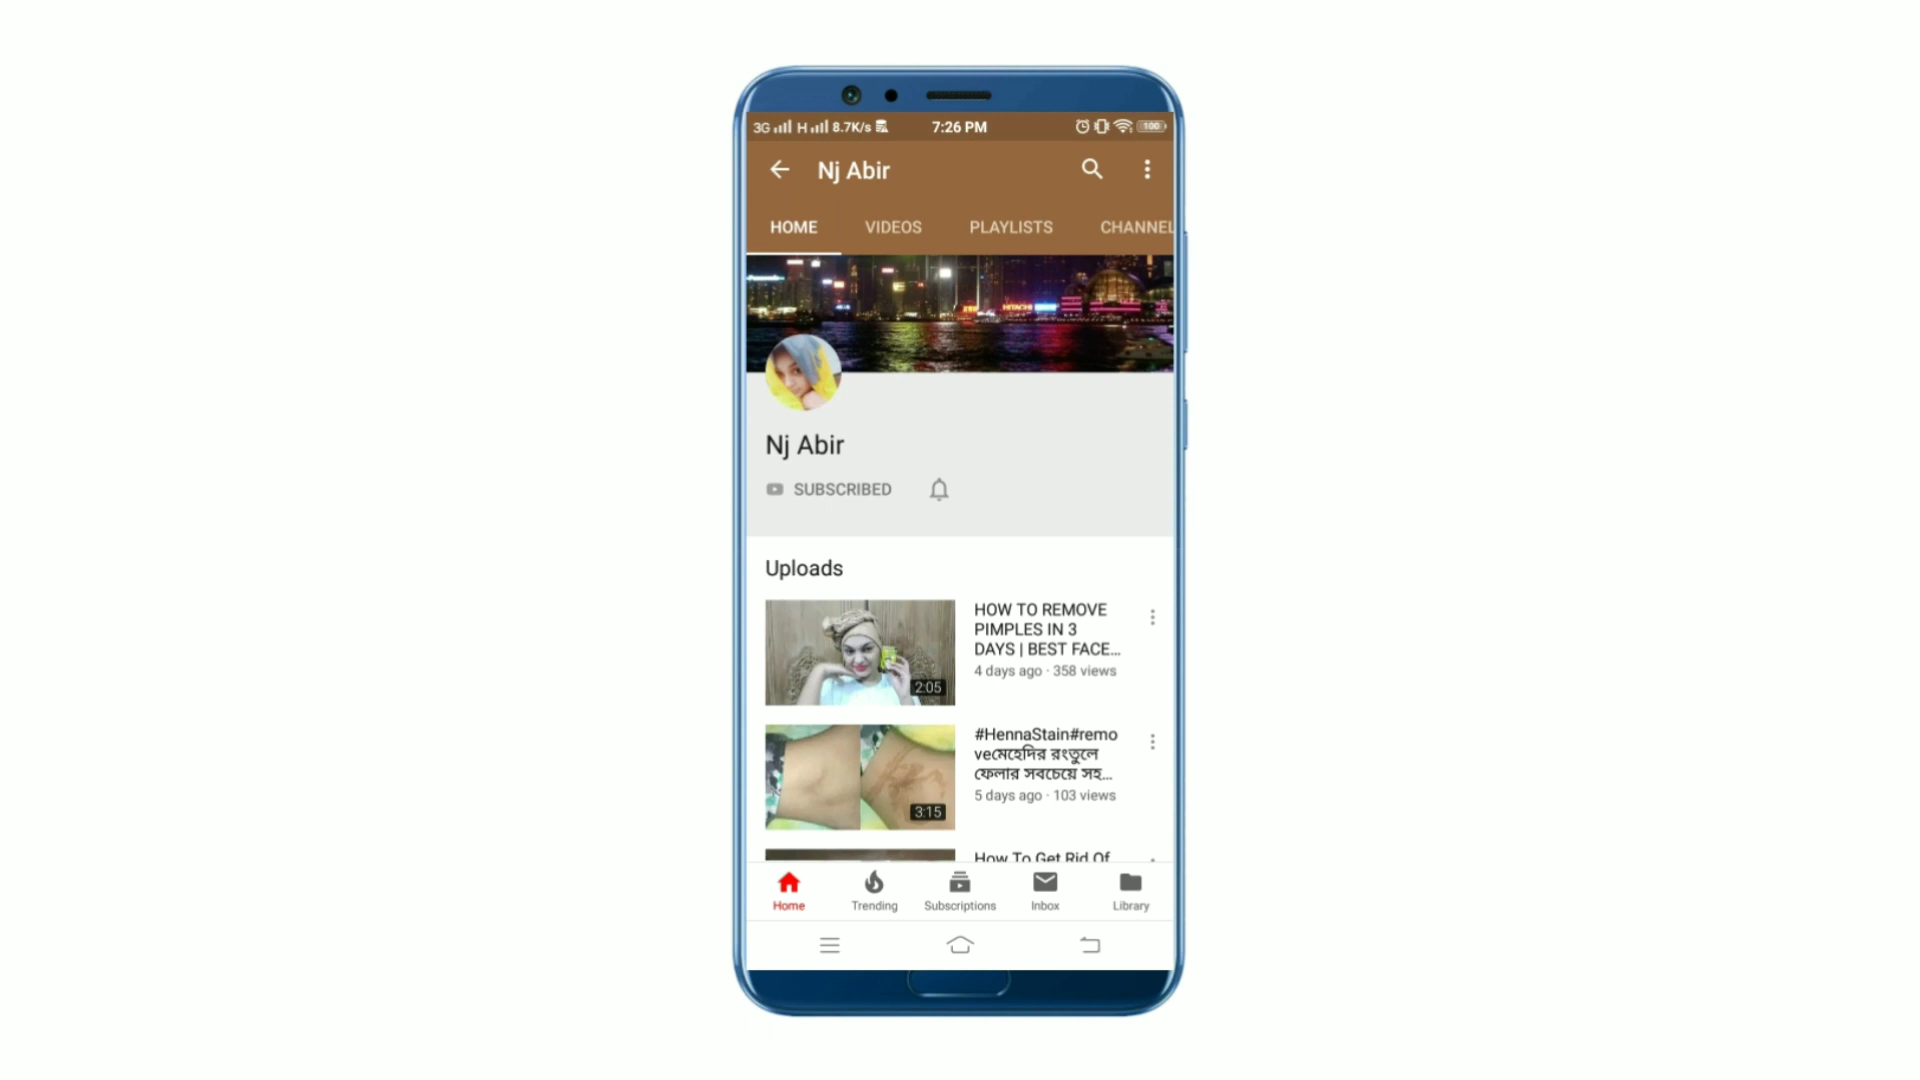 3G H 8.7K/s 7:26 PM 100
Nj Abir
HOME VIDEOS PLAYLISTS CHANNEL
HITACHI
Nj Abir
SUBSCRIBED
Uploads
HOW TO REMOVE
PIMPLES IN 3
DAYS | BEST FACE...
4 days ago · 358 views
2:05
#HennaStain#remo
veমেহেদির রংতুলে
ফেলার সবচেয়ে সহ...
5 days ago · 103 views
3:15
How To Get Rid Of
Home Trending Subscriptions Inbox Library